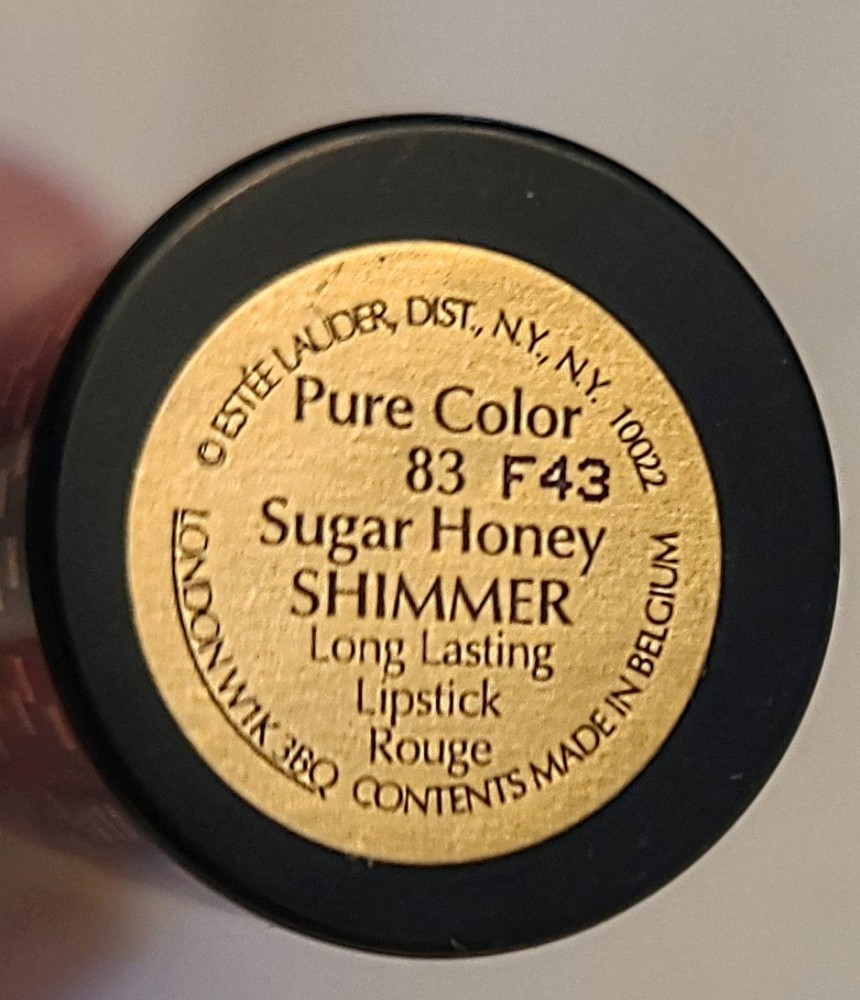 © ESTÉE LAUDER, DIST., N.Y., N.Y. 10022
Pure Color
83 F43
Sugar Honey
SHIMMER
Long Lasting
Lipstick
Rouge
LONDON W1K 3BQ CONTENTS MADE IN BELGIUM